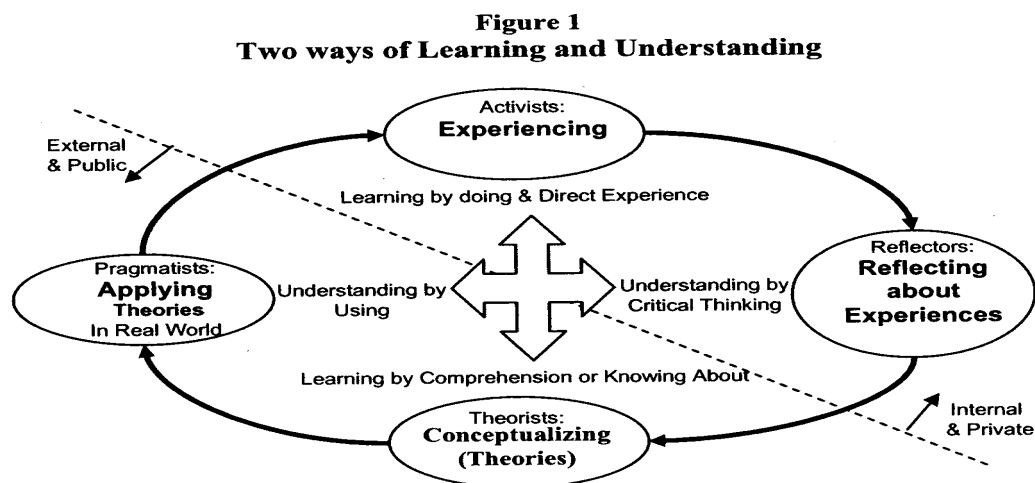 Figure 1
Two ways of Learning and Understanding
Activists:
Experiencing
External
& Public
Learning by doing & Direct Experience
Pragmatists:
Applying
Theories
In Real World
Understanding by
Using
Understanding by
Critical Thinking
Reflectors:
Reflecting
about
Experiences
Learning by Comprehension or Knowing About
Theorists:
Conceptualizing
(Theories)
Internal
& Private